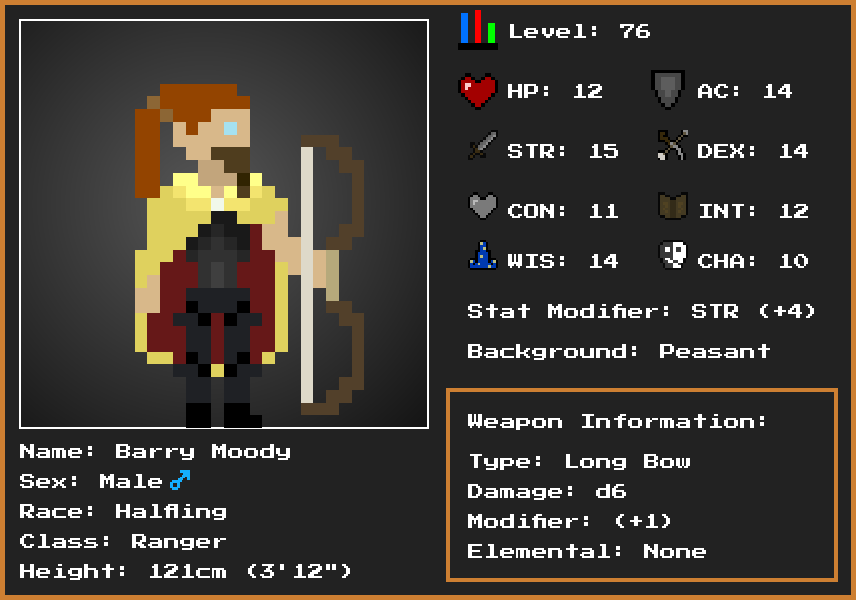 Level: 76
HP: 12
AC: 14
STR: 15
DEX: 14
CON: 11
INT: 12
WIS: 14
CHA: 10
Stat Modifier: STR (+4)
Background: Peasant
Weapon Information:
Type: Long Bow
Damage: d6
Modifier: (+1)
Elemental: None
Name: Barry Moody
Sex: Male♂
Race: Halfling
Class: Ranger
Height: 121cm (3'12")